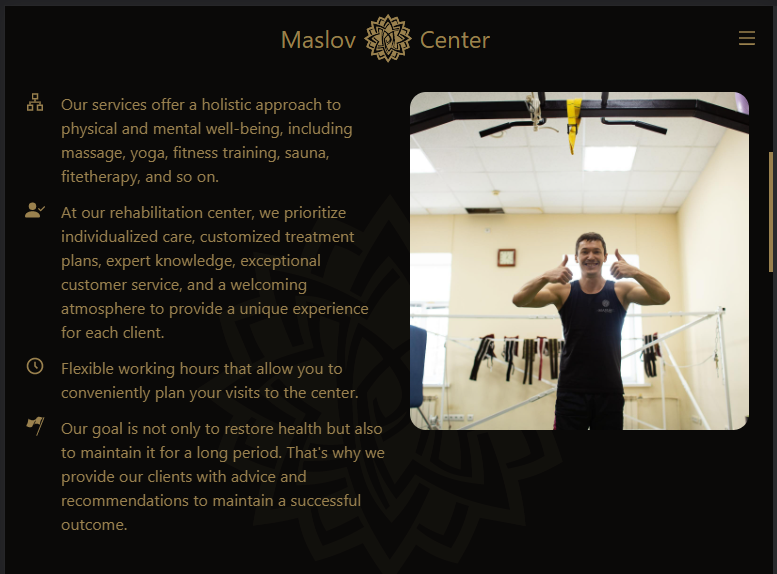 Maslov Center
Our services offer a holistic approach to
physical and mental well-being, including
massage, yoga, fitness training, sauna,
fitetherapy, and so on.
At our rehabilitation center, we prioritize
individualized care, customized treatment
plans, expert knowledge, exceptional
customer service, and a welcoming
atmosphere to provide a unique experience
for each client.
Flexible working hours that allow you to
conveniently plan your visits to the center.
Our goal is not only to restore health but also
to maintain it for a long period. That's why we
provide our clients with advice and
recommendations to maintain a successful
outcome.